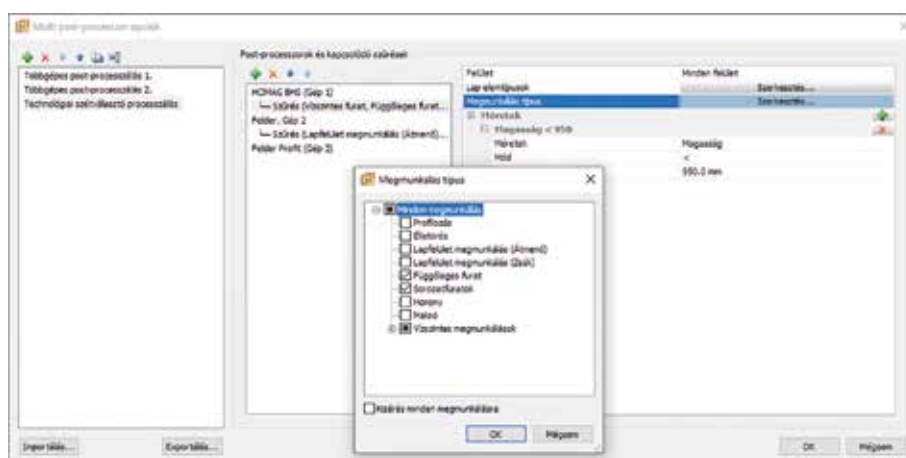 Multi post-processzor opciók
Többgépes post-processzálás 1.
Többgépes post-processzálás 2.
Technológiai szétválasztó processzálás
Post-processzorok és kapcsolódó szűrések
HOMAG BHS (Gép 1)
Szűrés (Vízszintes furat, Függőleges furat...
Felder, Gép 2
Szűrés (Lapfelület megmunkálás (Átmenő)...
Felder Profit (Gép 3)
Felület
Minden felület
Lap elemtípusok
Szerkesztés...
Megmunkálás típus
Szerkesztés...
Méretek
Magasság < 950
Méretek
Magasság
Mód
<
950.0 mm
Megmunkálás típus
Minden megmunkálás
Profilozás
Élletörés
Lapfelület megmunkálás (Átmenő)
Lapfelület megmunkálás (Zsák)
Függőleges furat
Sorozatfuratok
Horony
Maisó
Vízszintes megmunkálások
Kizárás minden megmunkálásra
OK
Mégsem
Importálás...
Exportálás...
OK
Mégsem